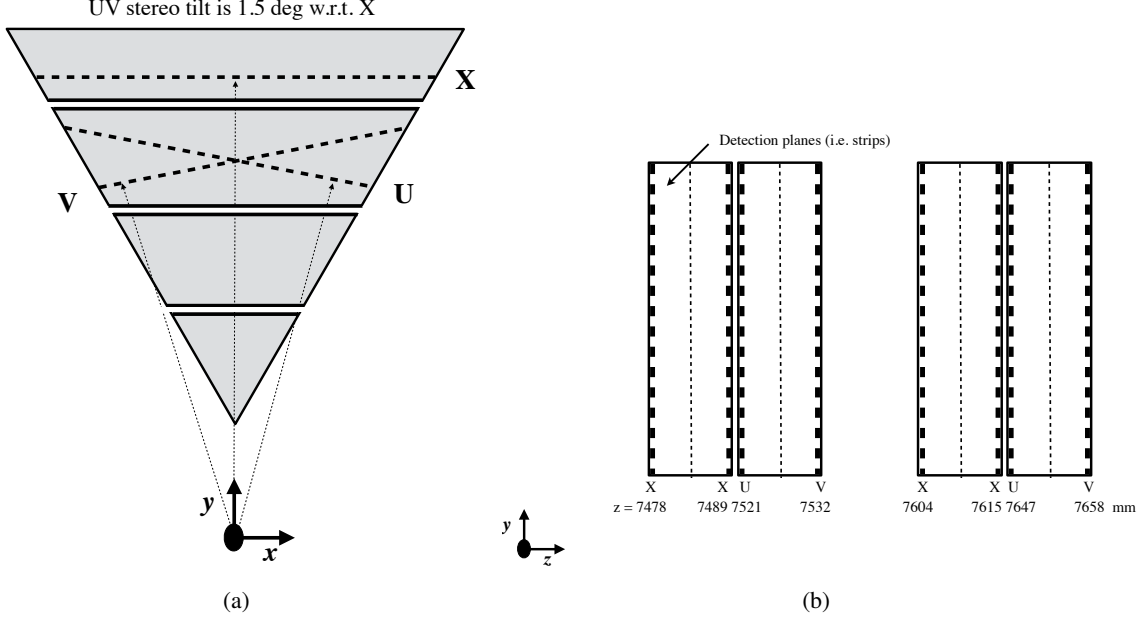 UV stereo tilt is 1.5 deg w.r.t. X
X
V
U
y
x
(a)
Detection planes (i.e. strips)
X X U V X X U V
z = 7478 7489 7521 7532 7604 7615 7647 7658 mm
y
z
(b)